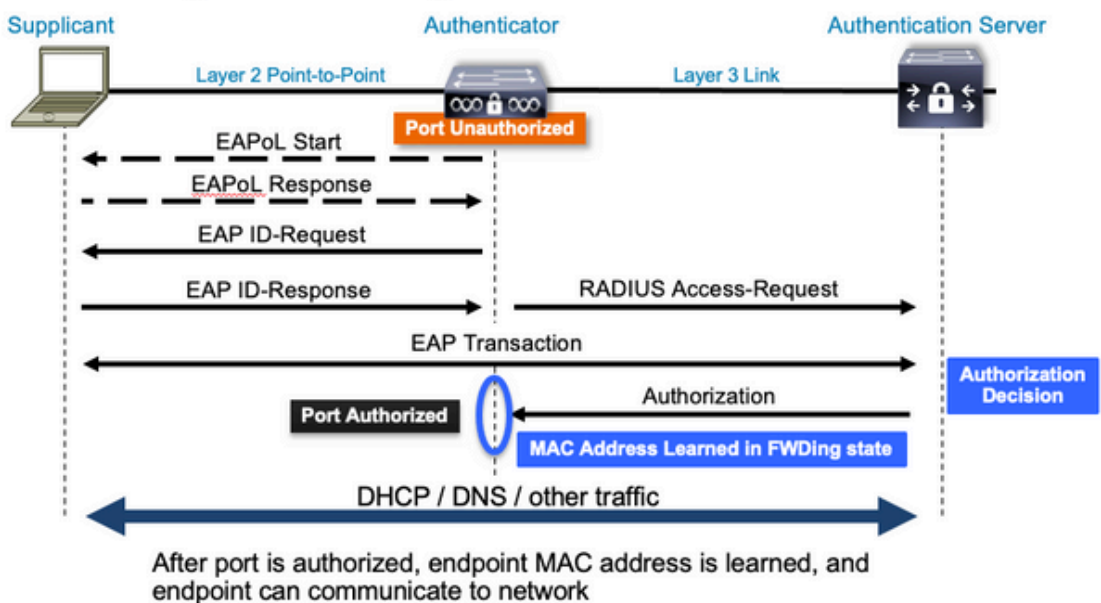 Supplicant
Authenticator
Authentication Server
Layer 2 Point-to-Point
Layer 3 Link
Port Unauthorized
EAPoL Start
EAPoL Response
EAP ID-Request
EAP ID-Response
RADIUS Access-Request
EAP Transaction
Authorization
Decision
Authorization
Port Authorized
MAC Address Learned in FWDing state
DHCP / DNS / other traffic
After port is authorized, endpoint MAC address is learned, and
endpoint can communicate to network